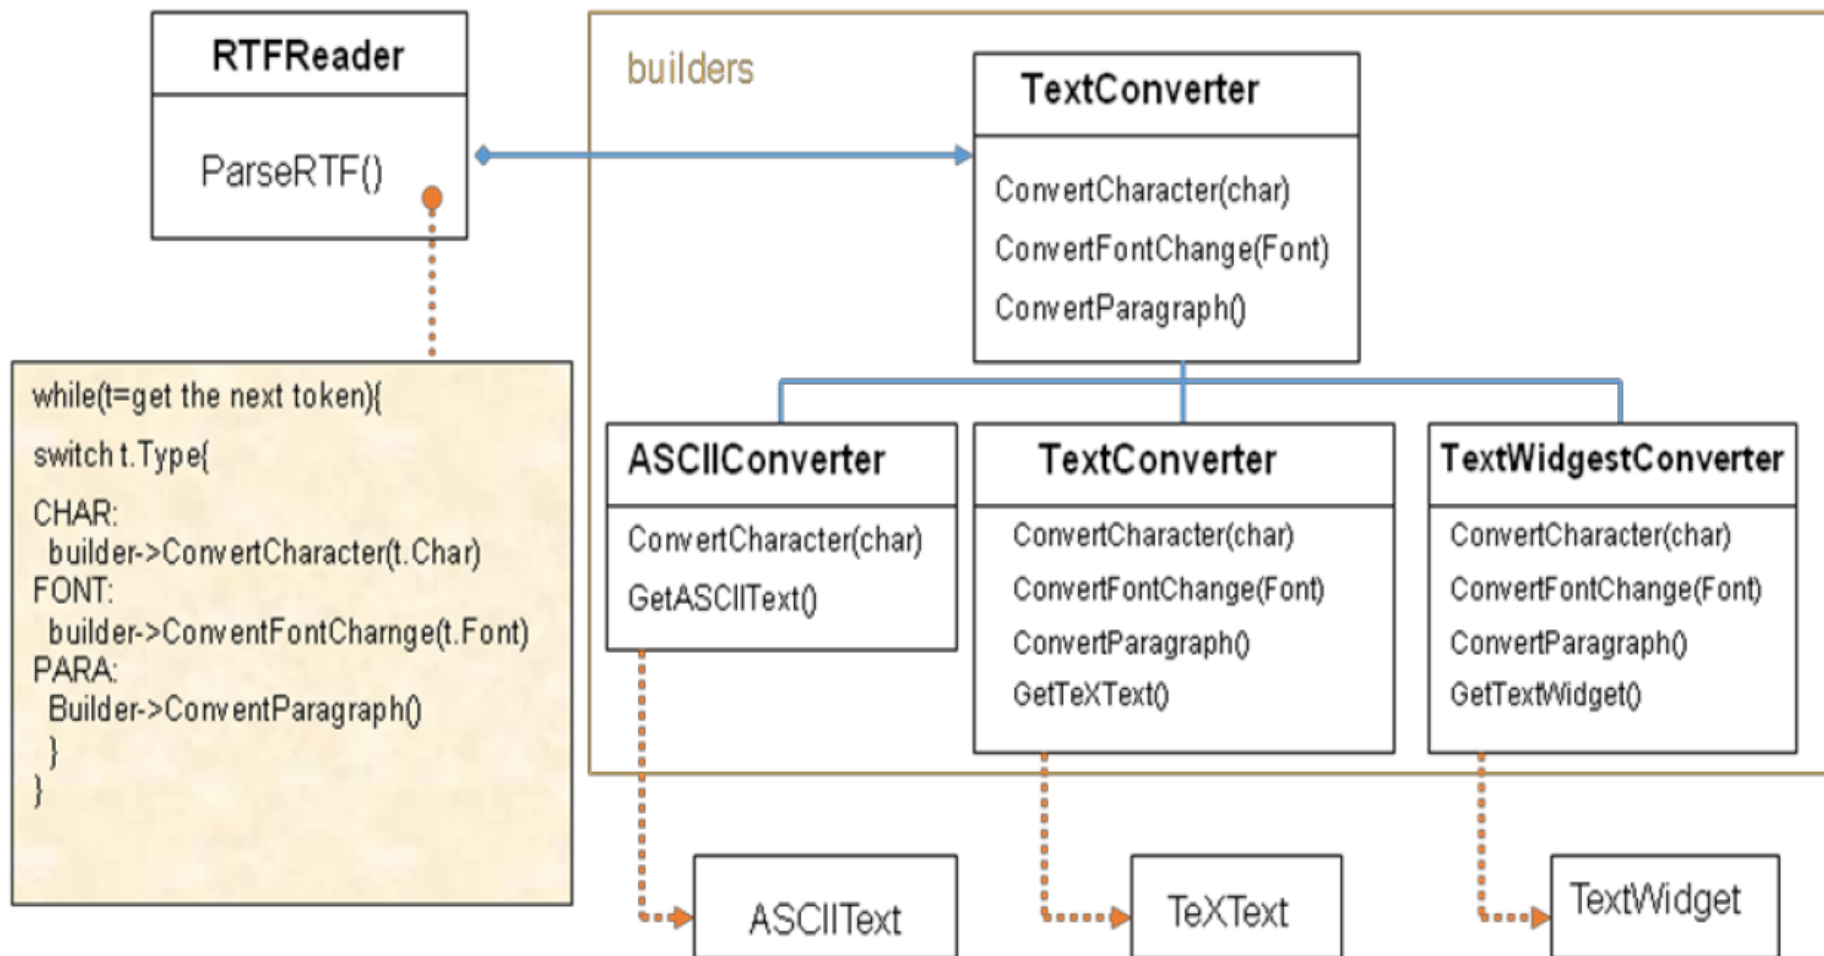 RTFReader
ParseRTF()
while(t=get the next token){
switch t.Type{
CHAR:
builder->ConvertCharacter(t.Char)
FONT:
builder->ConventFontCharnge(t.Font)
PARA:
Builder->ConventParagraph()
}
}
builders
TextConverter
ConvertCharacter(char)
ConvertFontChange(Font)
ConvertParagraph()
ASCIIConverter
ConvertCharacter(char)
GetASCIIText()
TextConverter
ConvertCharacter(char)
ConvertFontChange(Font)
ConvertParagraph()
GetTeXText()
TextWidgestConverter
ConvertCharacter(char)
ConvertFontChange(Font)
ConvertParagraph()
GetTextWidget()
ASCIIText
TeXText
TextWidget